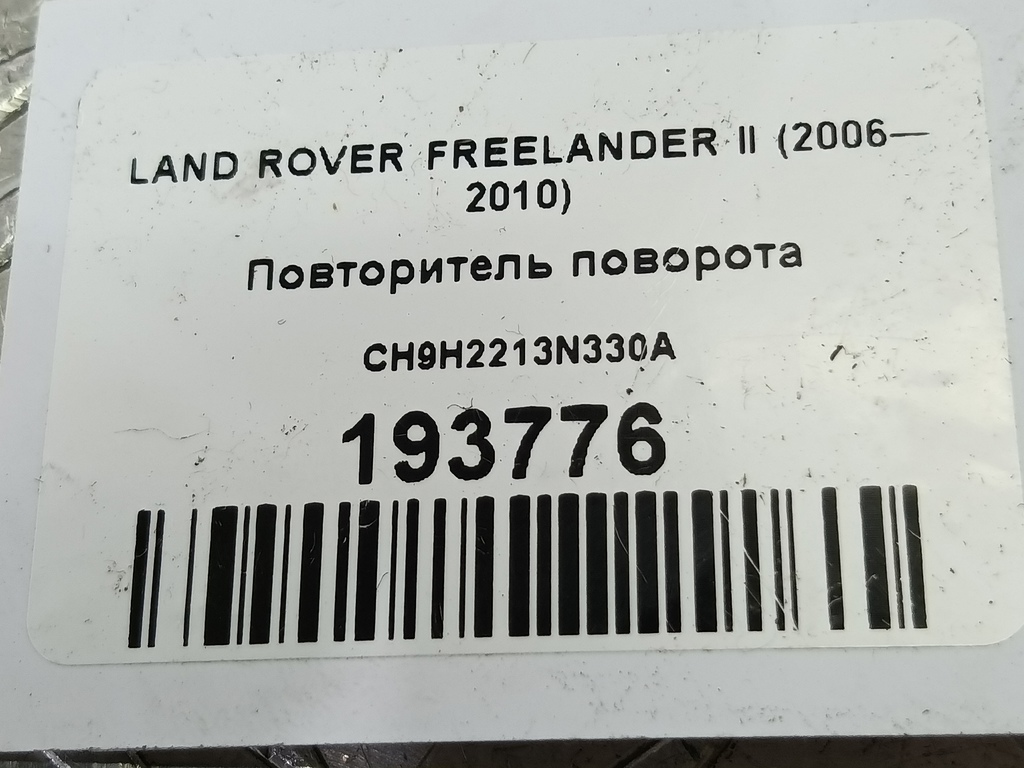 LAND ROVER FREELANDER II (2006—
2010)
Повторитель поворота
CH9H2213N330A
193776